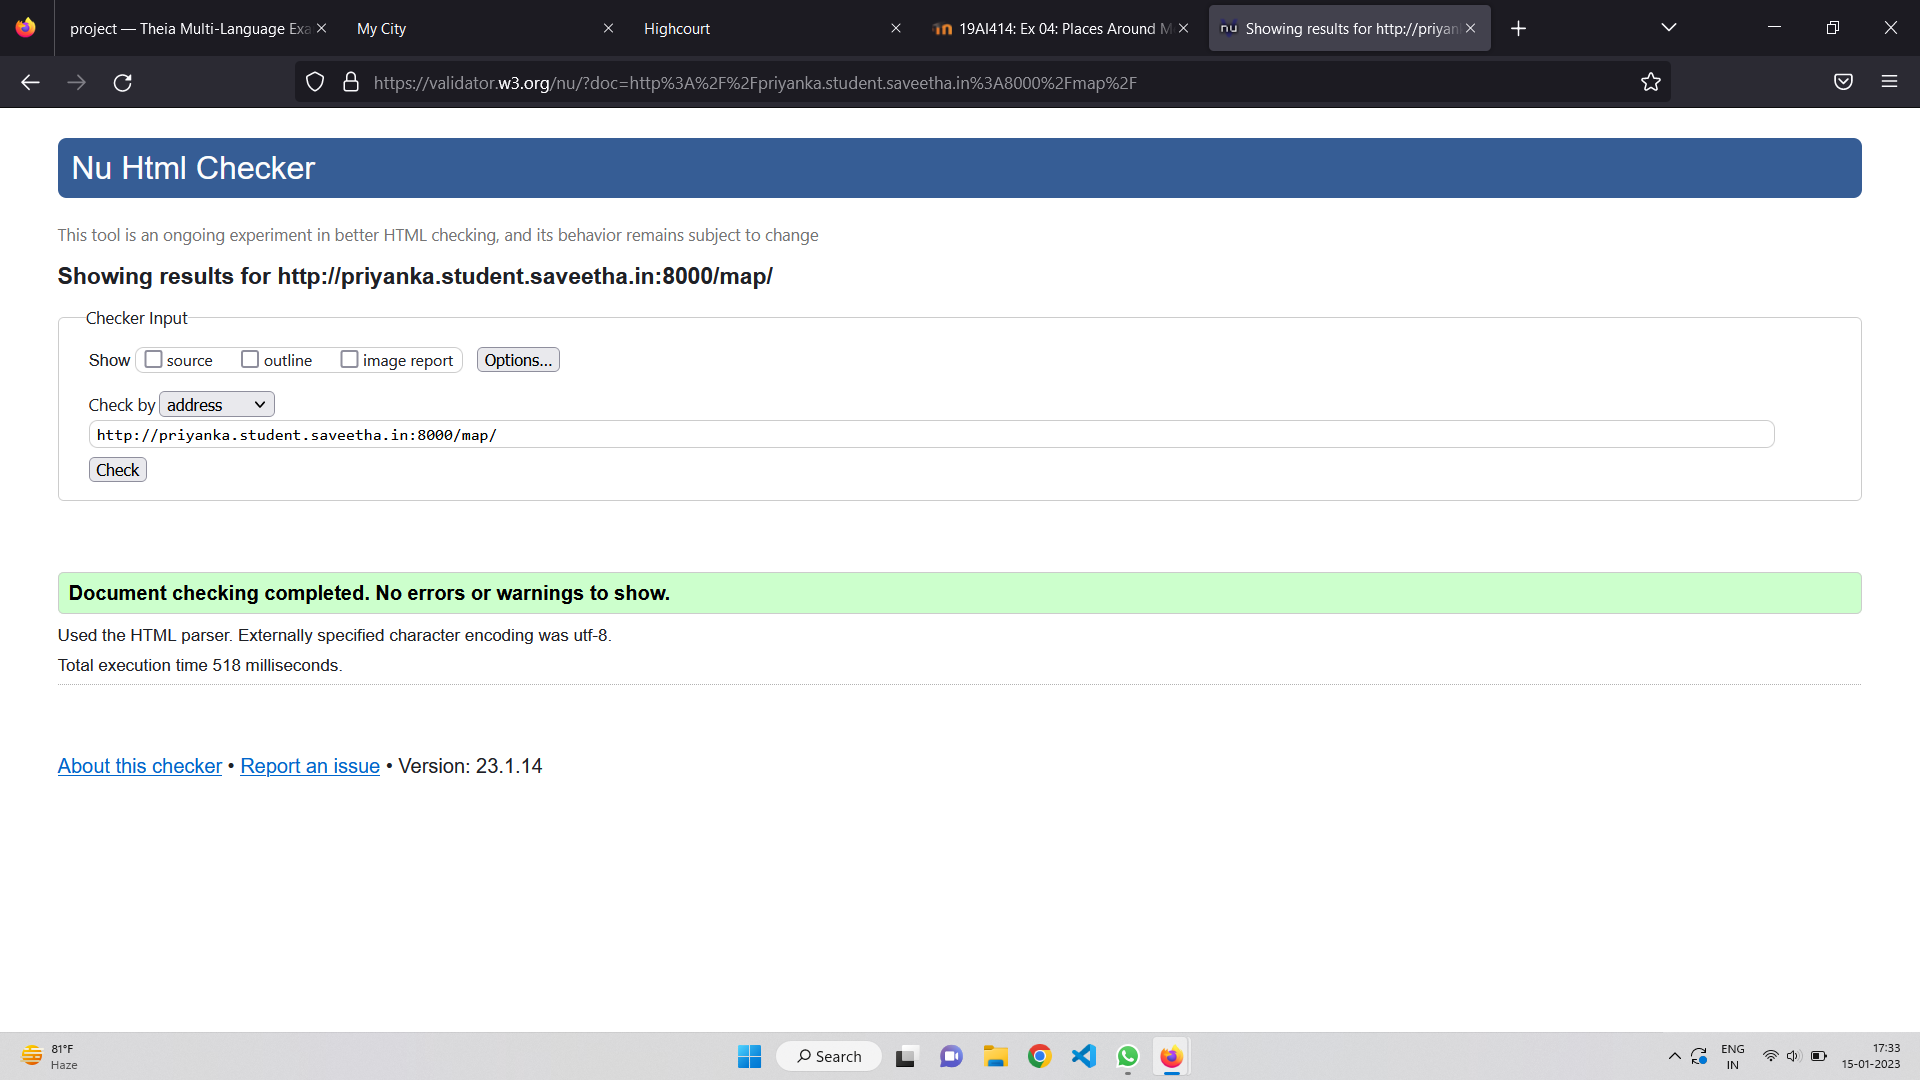 project — Theia Multi-Language Exa
My City
Highcourt
19AI414: Ex 04: Places Around M
nu Showing results for http://priyan
https://validator.w3.org/nu/?doc=http%3A%2F%2Fpriyanka.student.saveetha.in%3A8000%2Fmap%2F
Nu Html Checker
This tool is an ongoing experiment in better HTML checking, and its behavior remains subject to change
Showing results for http://priyanka.student.saveetha.in:8000/map/
Checker Input
Show source outline image report Options...
Check by address
http://priyanka.student.saveetha.in:8000/map/
Check
Document checking completed. No errors or warnings to show.
Used the HTML parser. Externally specified character encoding was utf-8.
Total execution time 518 milliseconds.
About this checker • Report an issue • Version: 23.1.14
81°F
Haze
Search
ENG
IN
17:33
15-01-2023